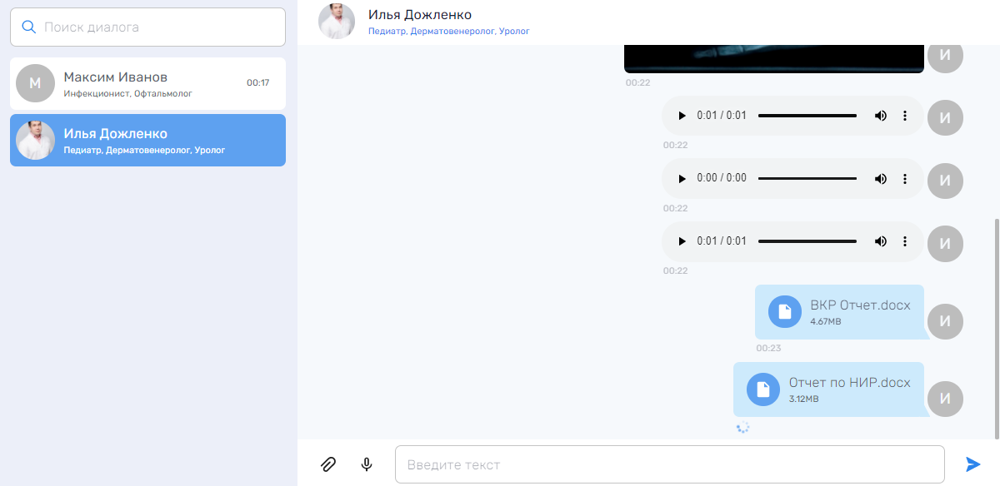 Поиск диалога
М
Максим Иванов
00:17
Инфекционист, Офтальмолог
Илья Дожленко
Педиатр, Дерматовенеролог, Уролог
Илья Дожленко
Педиатр, Дерматовенеролог, Уролог
И
00:22
0:01 / 0:01
И
00:22
0:00 / 0:00
И
00:22
0:01 / 0:01
И
00:22
ВКР Отчет.docx
4.67MB
И
00:23
Отчет по НИР.docx
3.12MB
И
Введите текст